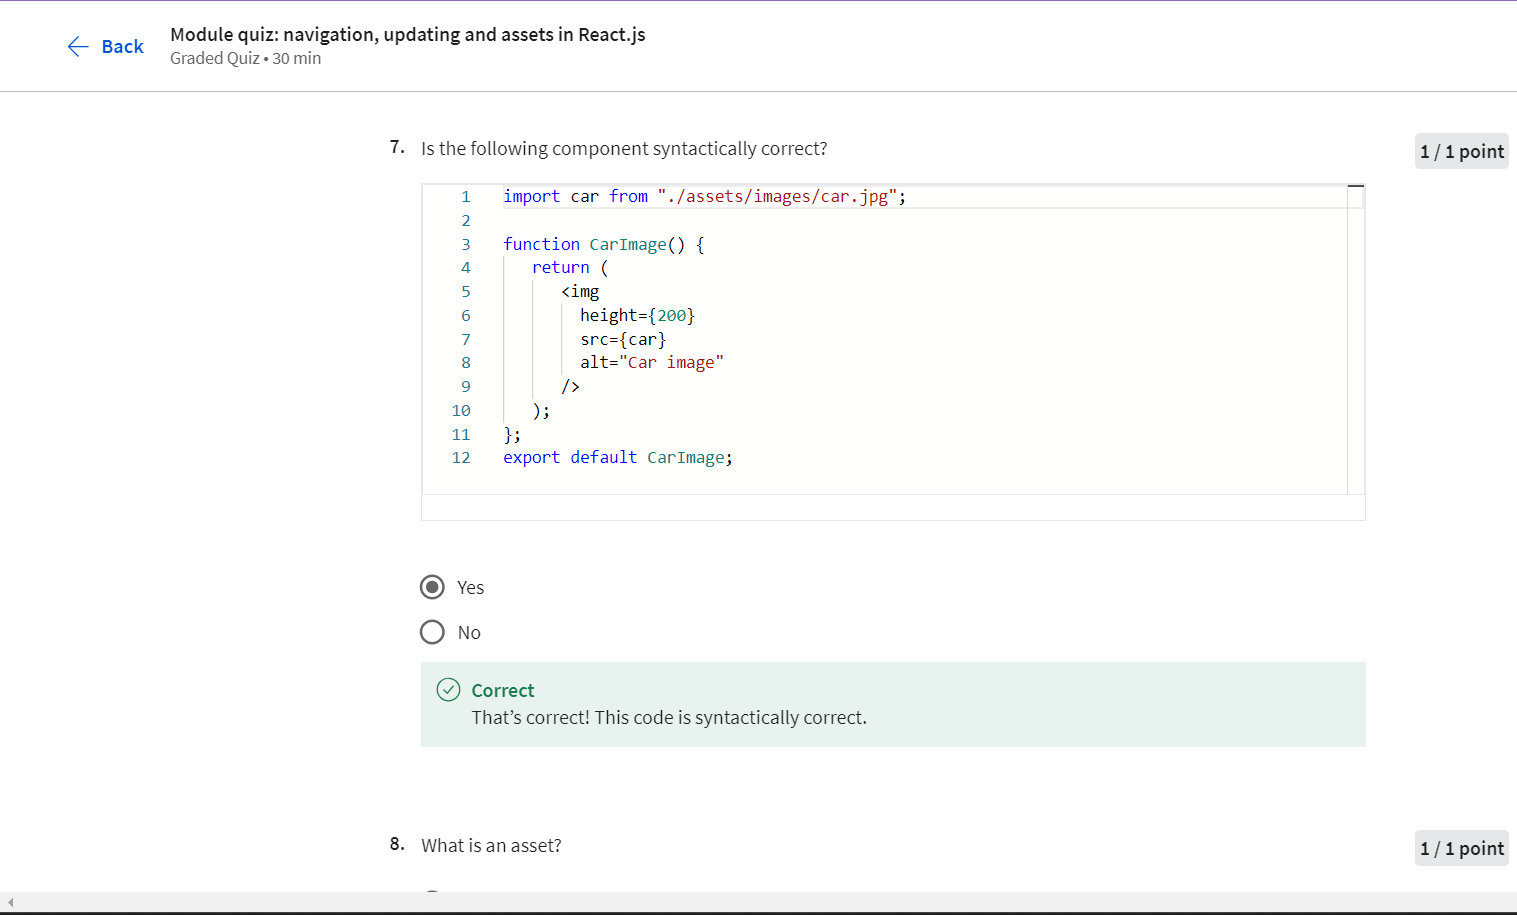 Back
Module quiz: navigation, updating and assets in React.js
Graded Quiz • 30 min
7. Is the following component syntactically correct?
1 / 1 point
1 import car from "./assets/images/car.jpg";
2
3 function CarImage() {
4 return (
5 <img
6 height={200}
7 src={car}
8 alt="Car image"
9 />
10 );
11 };
12 export default CarImage;
Yes
No
Correct
That’s correct! This code is syntactically correct.
8. What is an asset?
1 / 1 point